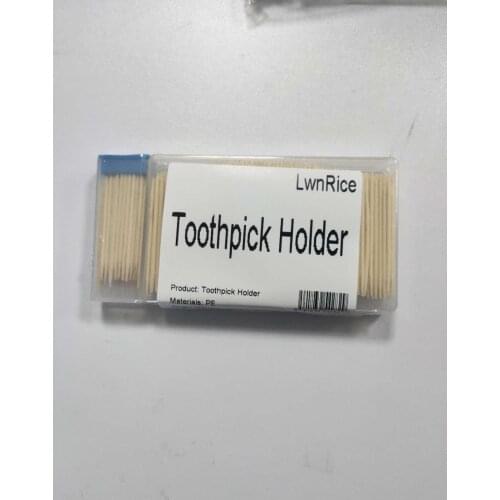 LwnRice
Toothpick Holder
Product: Toothpick Holder
Materials: PE